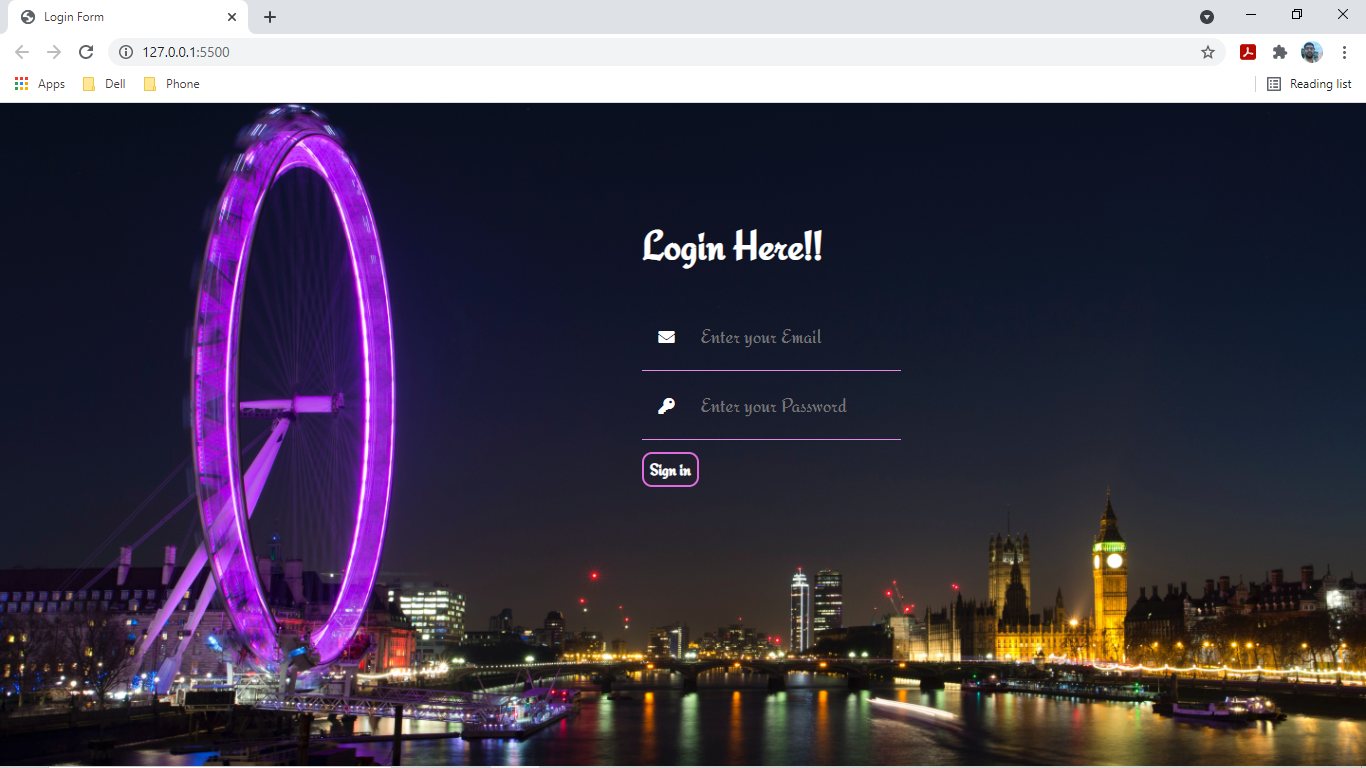 Login Form
127.0.0.1:5500
Apps Dell Phone Reading list
Login Here!!
Enter your Email
Enter your Password
Sign in